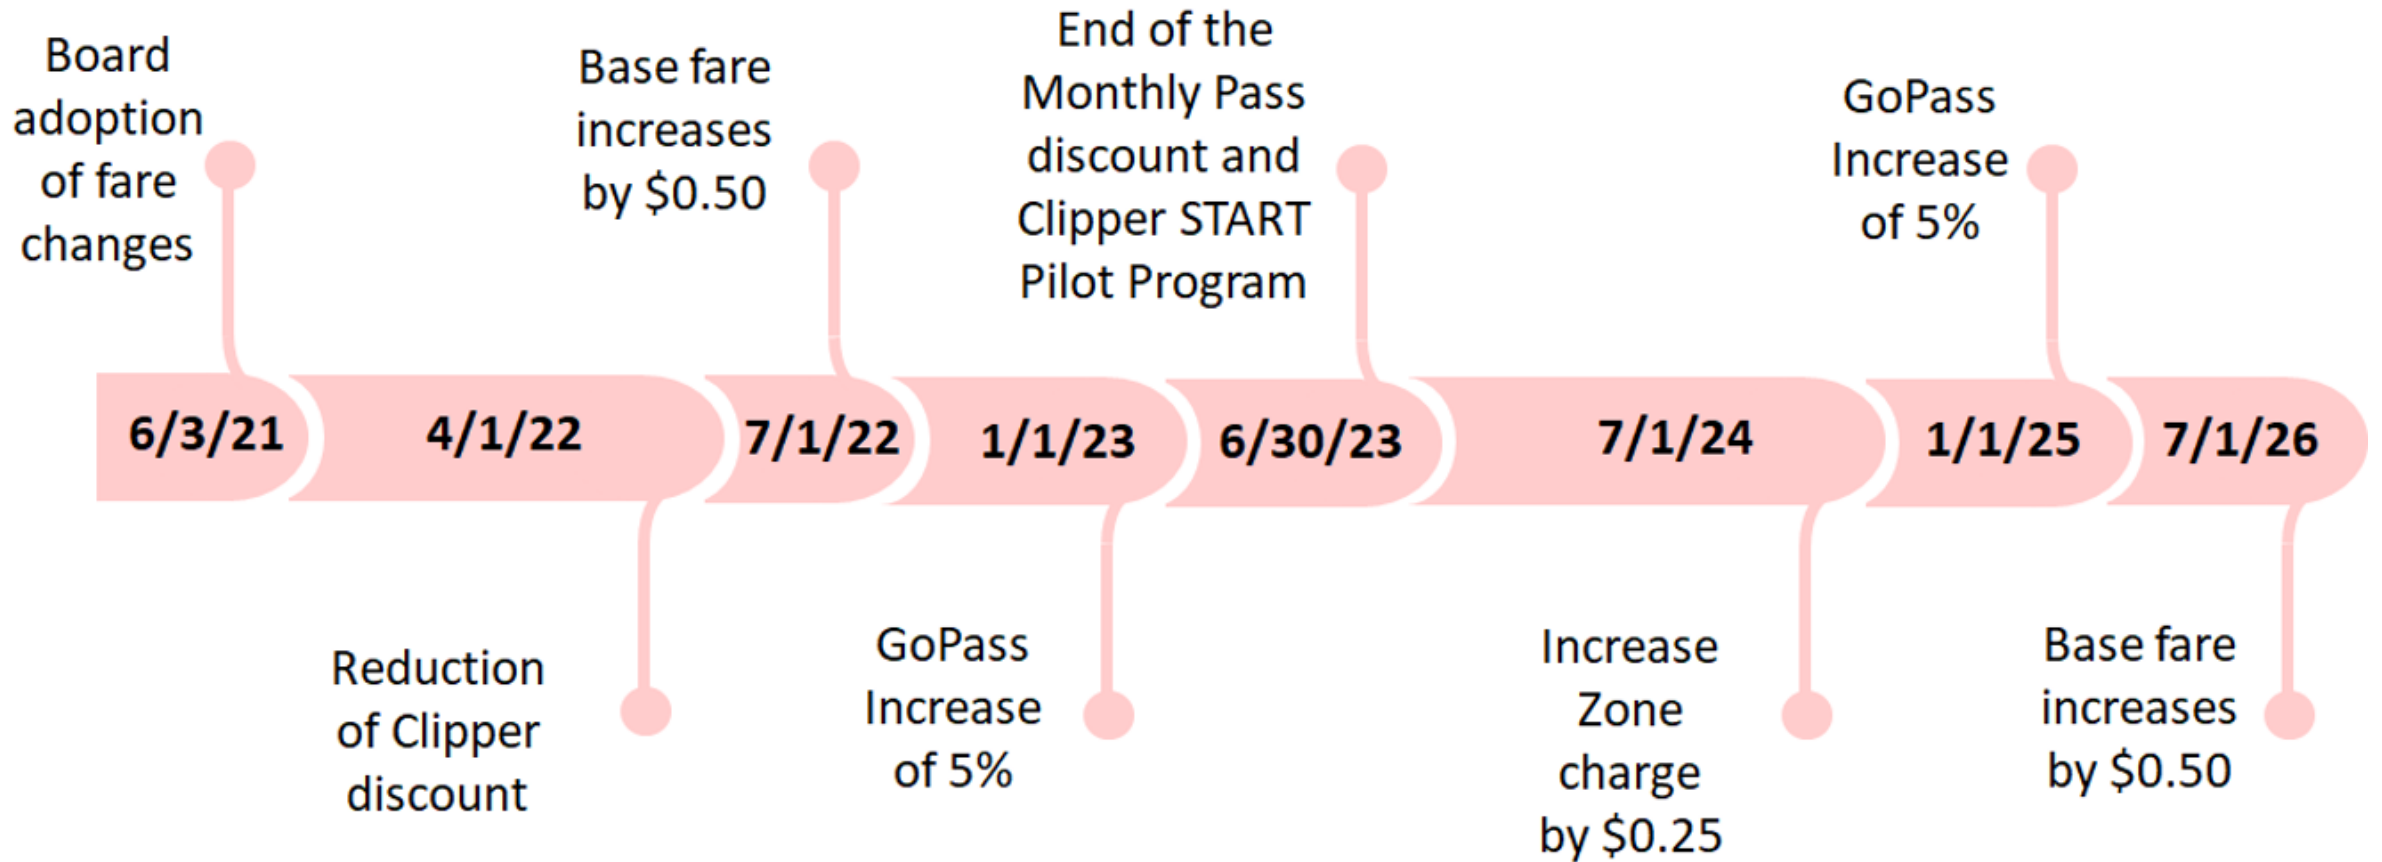 Board
adoption
of fare
changes
Base fare
increases
by $0.50
End of the
Monthly Pass
discount and
Clipper START
Pilot Program
GoPass
Increase
of 5%
6/3/21
4/1/22
7/1/22
1/1/23
6/30/23
7/1/24
1/1/25
7/1/26
Reduction
of Clipper
discount
GoPass
Increase
of 5%
Increase
Zone
charge
by $0.25
Base fare
increases
by $0.50